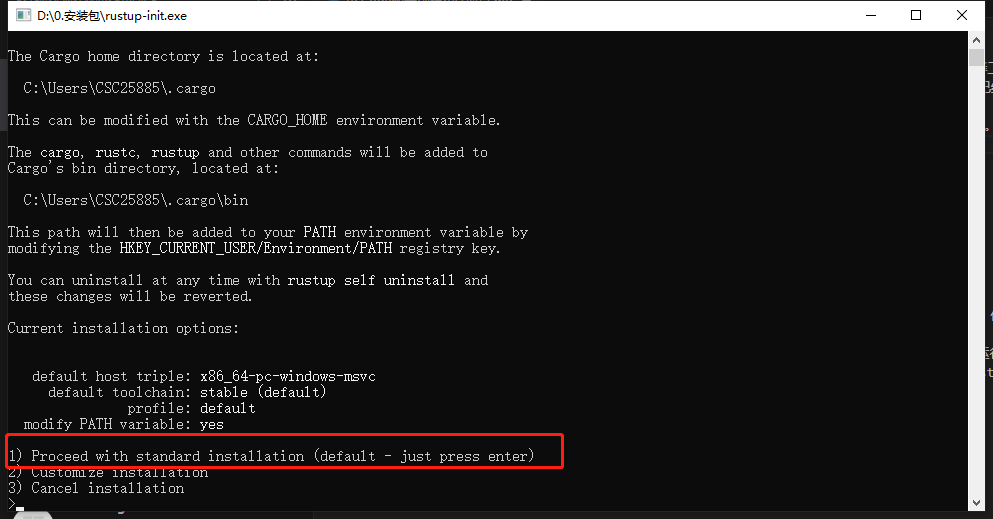 D:\0.安装包\rustup-init.exe
The Cargo home directory is located at:
C:\Users\CSC25885\.cargo
This can be modified with the CARGO_HOME environment variable.
The cargo, rustc, rustup and other commands will be added to
Cargo's bin directory, located at:
C:\Users\CSC25885\.cargo\bin
This path will then be added to your PATH environment variable by
modifying the HKEY_CURRENT_USER/Environment/PATH registry key.
You can uninstall at any time with rustup self uninstall and
these changes will be reverted.
Current installation options:
default host triple: x86_64-pc-windows-msvc
default toolchain: stable (default)
profile: default
modify PATH variable: yes
1) Proceed with standard installation (default - just press enter)
2) Customize installation
3) Cancel installation
>